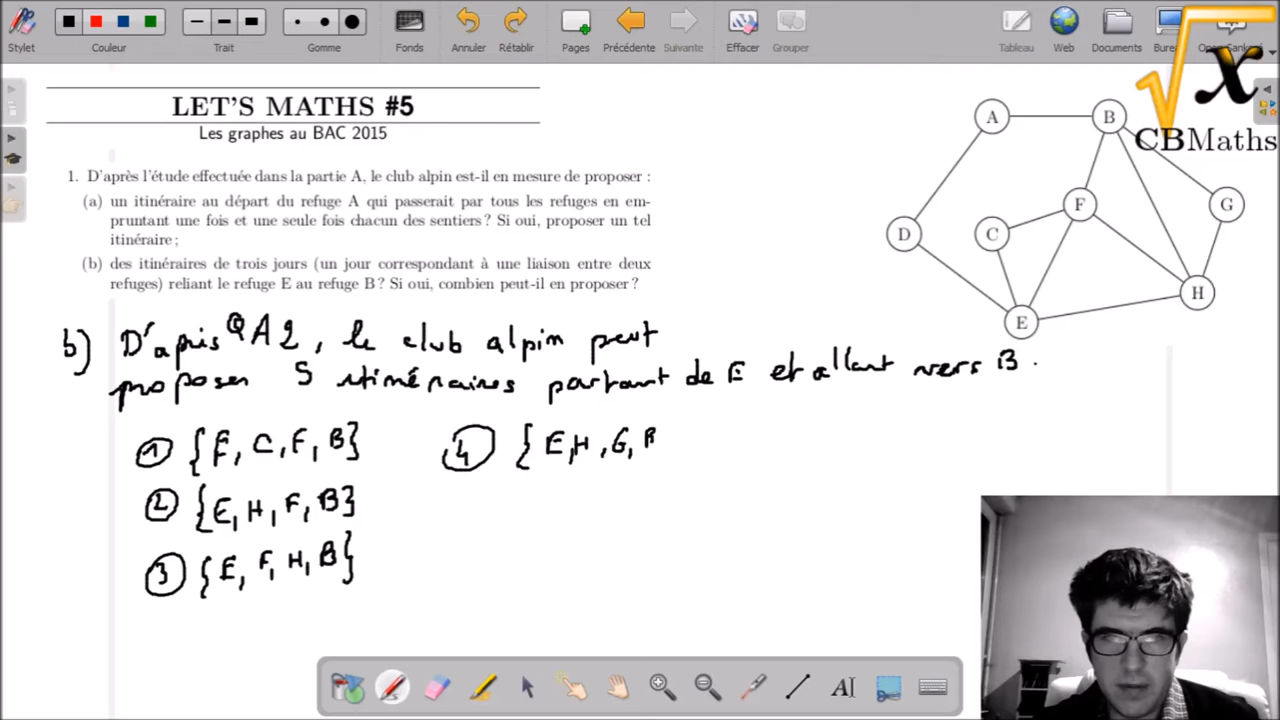 Stylet Couleur Trait Gomme Fonds Annuler Rétablir Pages Précédente Suivante Effacer Grouper Tableau Web Documents
LET'S MATHS #5
Les graphes au BAC 2015
1. D'après l'étude effectuée dans la partie A, le club alpin est-il en mesure de proposer :
(a) un itinéraire au départ du refuge A qui passerait par tous les refuges en em-
pruntant une fois et une seule fois chacun des sentiers ? Si oui, proposer un tel
itinéraire ;
(b) des itinéraires de trois jours (un jour correspondant à une liaison entre deux
refuges) reliant le refuge E au refuge B ? Si oui, combien peut-il en proposer ?
A B
F G
D C
H
E
√x
CBMaths
b) D'apris QA2, le club alpin peut
proposer 5 itinéraires partant de E et allant vers B.
① {E, C, F, B} ④ {E, H, G, B
② {E, H, F, B}
③ {E, F, H, B}
AI